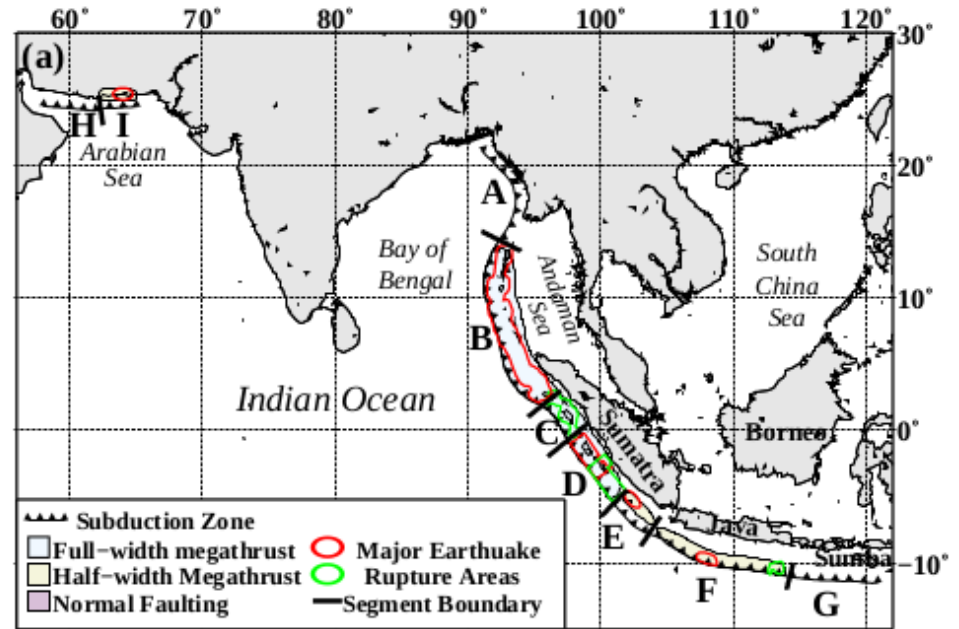 60° 70° 80° 90° 100° 110° 120°
(a)
30°
H I
Arabian
Sea
20°
A
Bay of
Bengal
Andaman
Sea
South
China
Sea
10°
B
Indian Ocean
C
Sumatra
Borneo
0°
D
E
Java
Sumba
-10°
F
G
Subduction Zone
Full-width megathrust
Major Earthuake
Half-width Megathrust
Rupture Areas
Normal Faulting
Segment Boundary